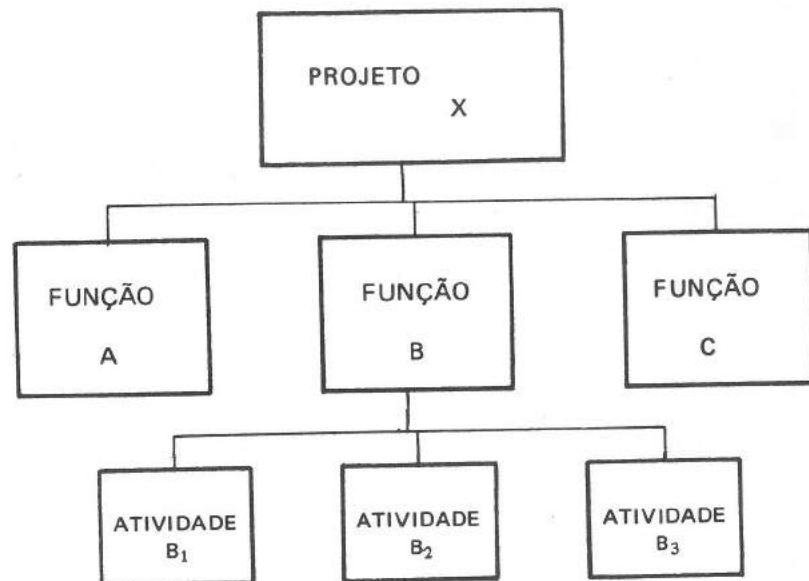 PROJETO
X
FUNÇÃO
A
FUNÇÃO
B
FUNÇÃO
C
ATIVIDADE
B₁
ATIVIDADE
B₂
ATIVIDADE
B₃